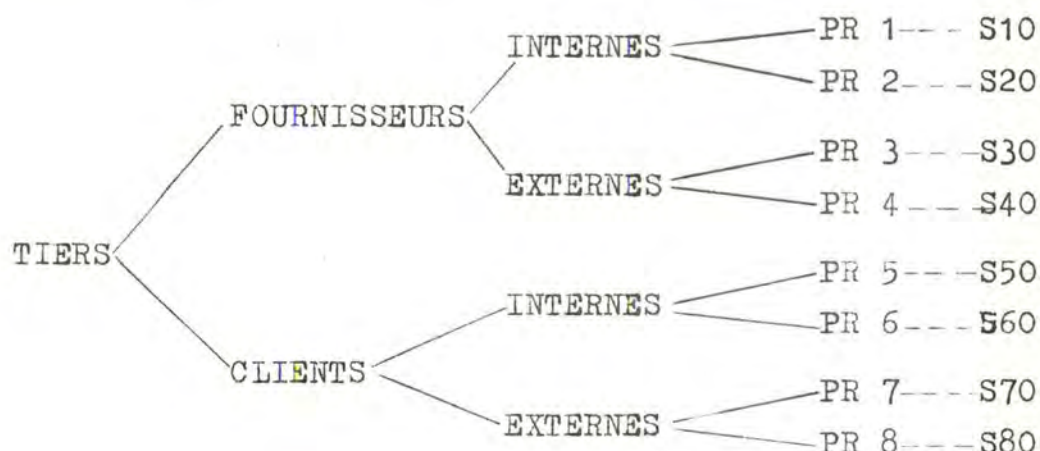 INTERNES
PR 1---- S10
PR 2---- S20
FOURNISSEURS
EXTERNES
PR 3---- S30
PR 4---- S40
TIERS
INTERNES
PR 5---- S50
PR 6---- S60
CLIENTS
EXTERNES
PR 7---- S70
PR 8---- S80